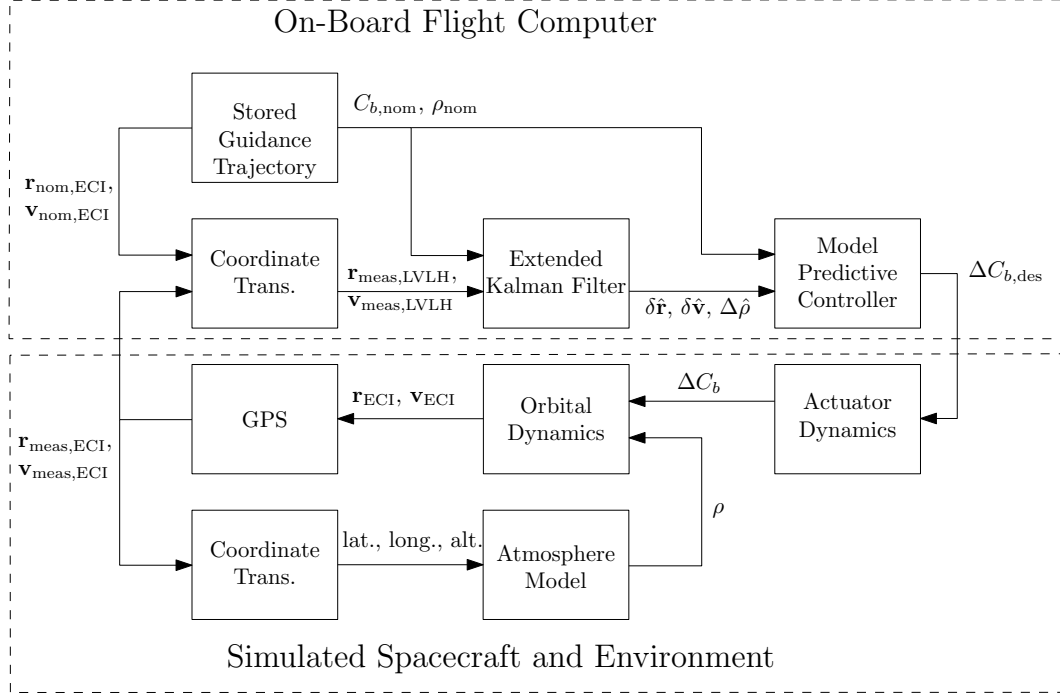 On-Board Flight Computer
Stored
Guidance
Trajectory
C_{b,nom}, ρ_{nom}
r_{nom,ECI},
v_{nom,ECI}
Coordinate
Trans.
r_{meas,LVLH},
v_{meas,LVLH}
Extended
Kalman Filter
δr̂, δv̂, Δρ̂
Model
Predictive
Controller
ΔC_{b,des}
r_{meas,ECI},
v_{meas,ECI}
GPS
r_{ECI}, v_{ECI}
Orbital
Dynamics
ΔC_b
Actuator
Dynamics
Coordinate
Trans.
lat., long., alt.
Atmosphere
Model
ρ
Simulated Spacecraft and Environment